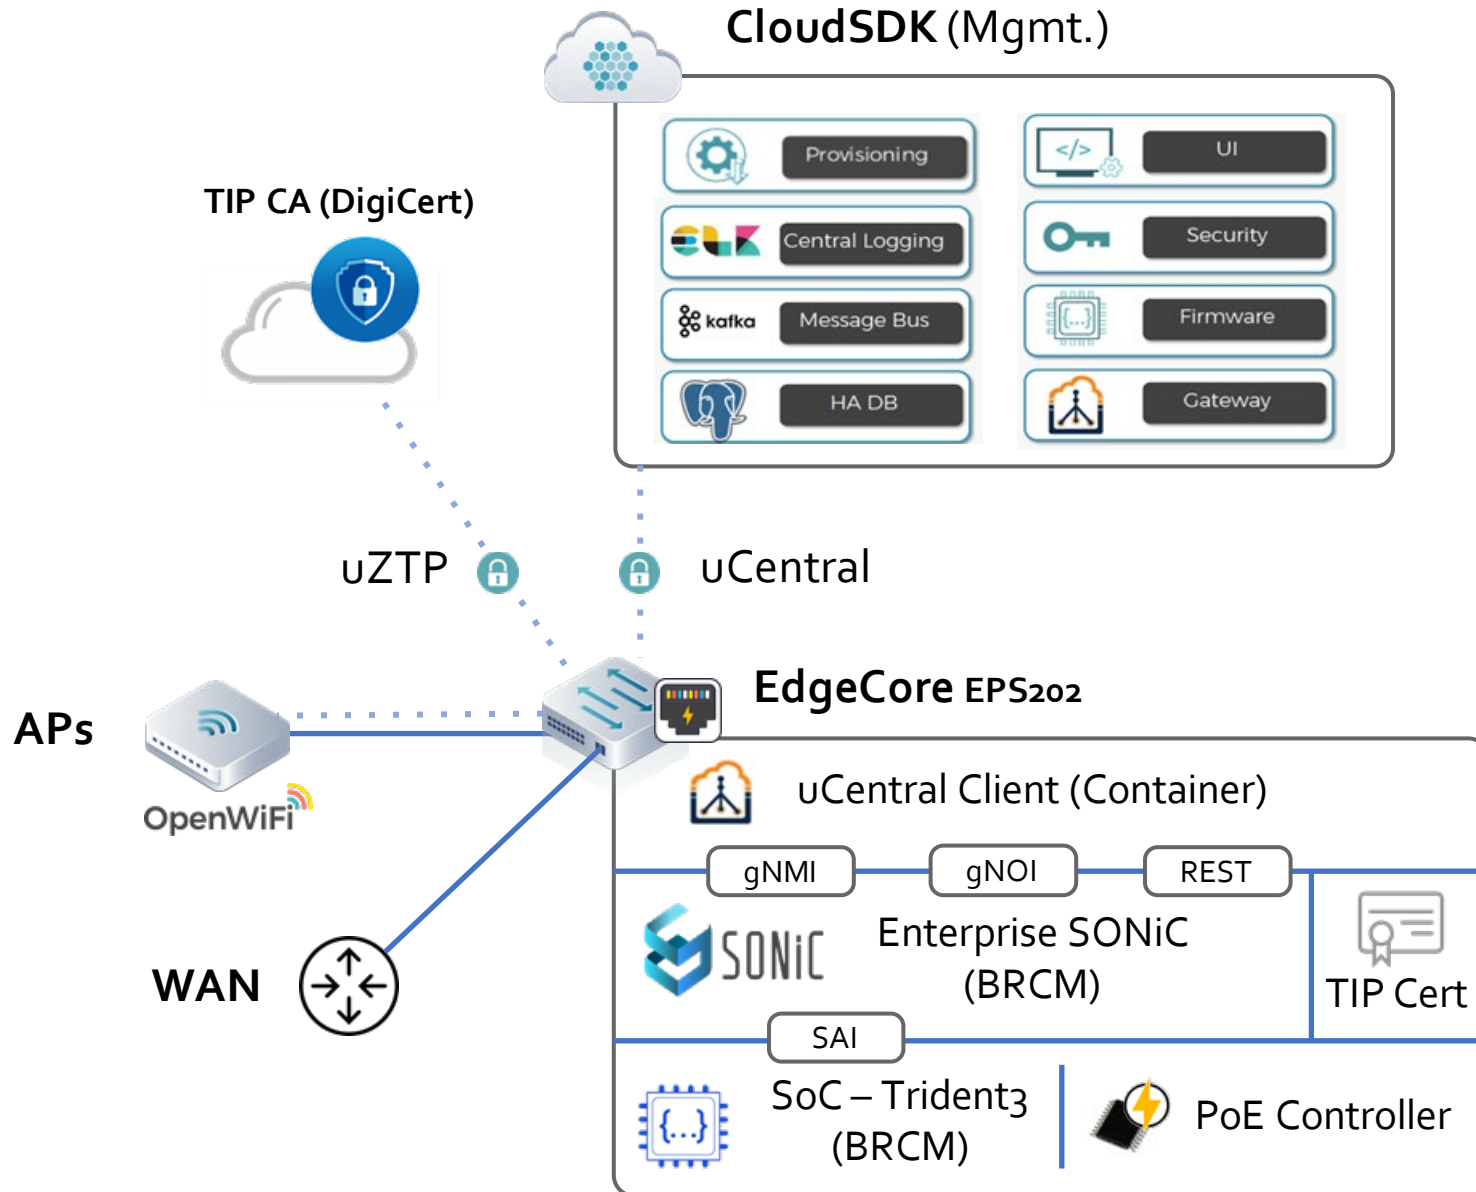 CloudSDK (Mgmt.)
Provisioning
UI
ELK
Central Logging
Security
kafka
Message Bus
Firmware
{...}
HA DB
Gateway
</>
TIP CA (DigiCert)
uZTP
uCentral
EdgeCore EPS202
APs
OpenWiFi
WAN
uCentral Client (Container)
gNMI
gNOI
REST
SONiC
Enterprise SONiC
(BRCM)
TIP Cert
SAI
{...}
SoC – Trident3
(BRCM)
PoE Controller